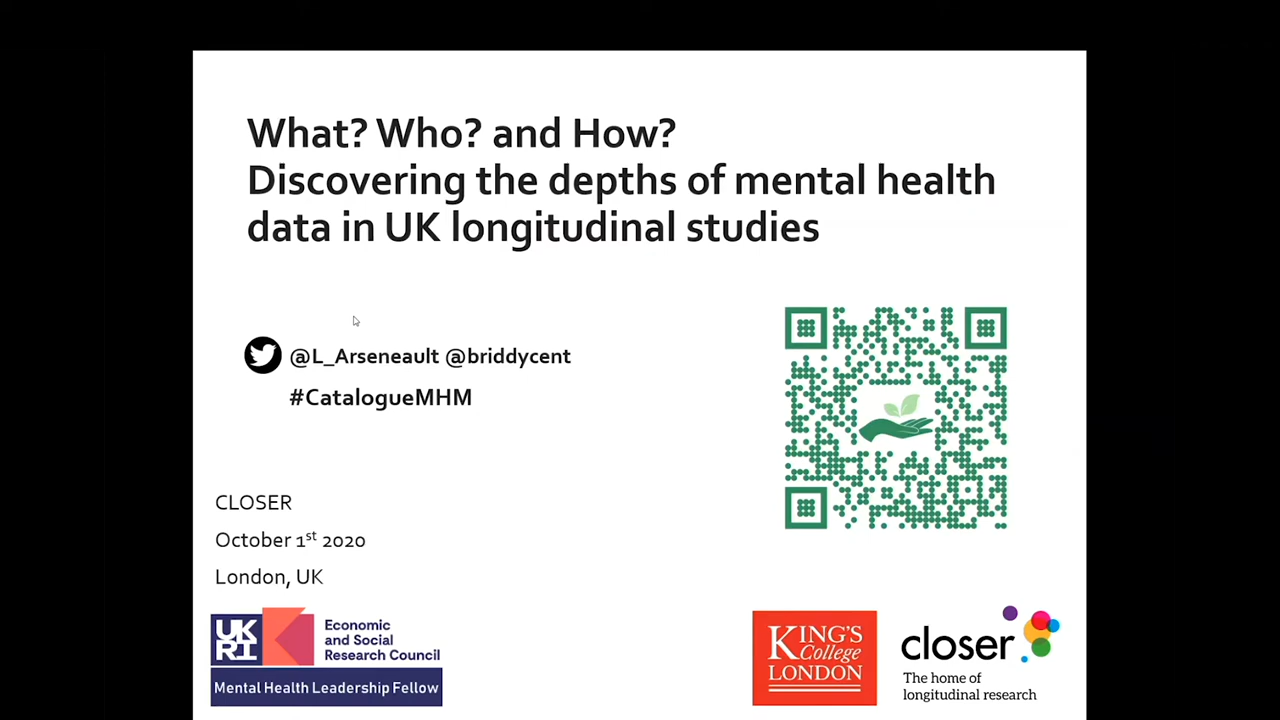 What? Who? and How?
Discovering the depths of mental health
data in UK longitudinal studies
@L_Arseneault @briddycent
#CatalogueMHM
CLOSER
October 1st 2020
London, UK
UK
RI
Economic
and Social
Research Council
Mental Health Leadership Fellow
KING'S
College
LONDON
closer
The home of
longitudinal research